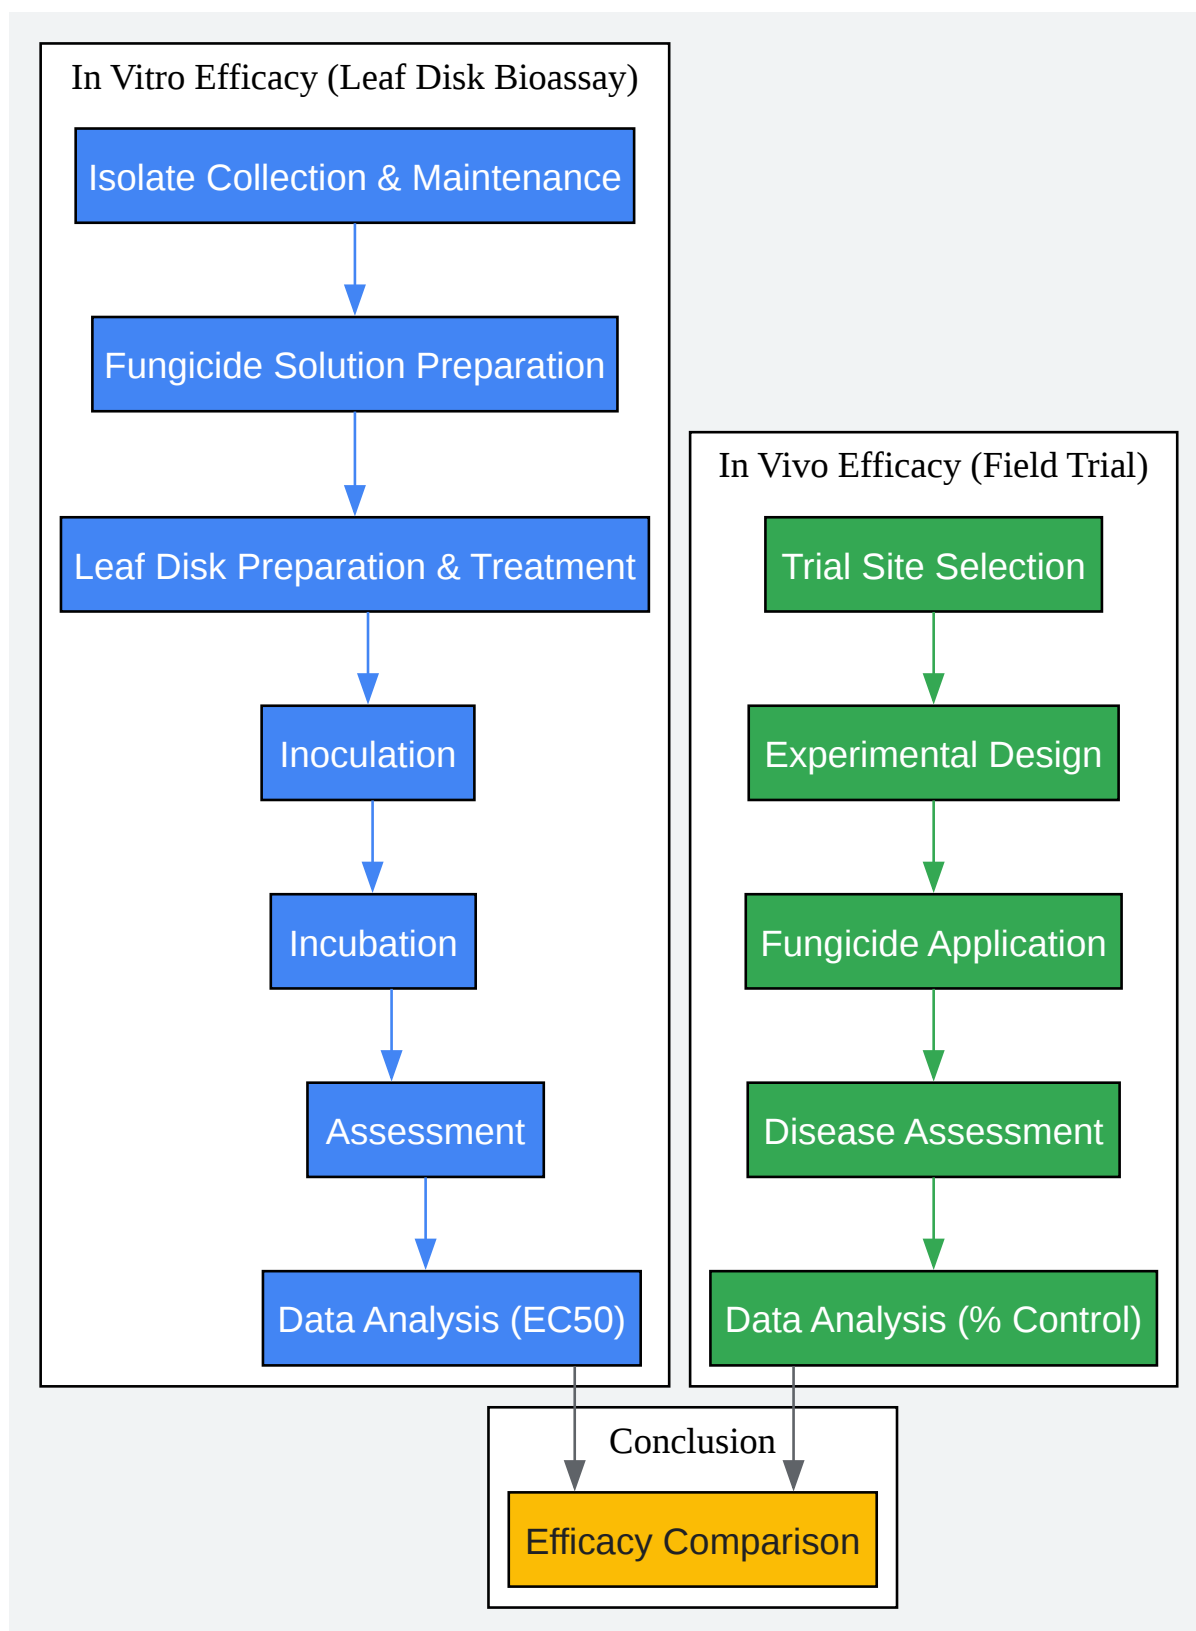 In Vitro Efficacy (Leaf Disk Bioassay)
Isolate Collection & Maintenance
Fungicide Solution Preparation
Leaf Disk Preparation & Treatment
Inoculation
Incubation
Assessment
Data Analysis (EC50)
In Vivo Efficacy (Field Trial)
Trial Site Selection
Experimental Design
Fungicide Application
Disease Assessment
Data Analysis (% Control)
Conclusion
Efficacy Comparison